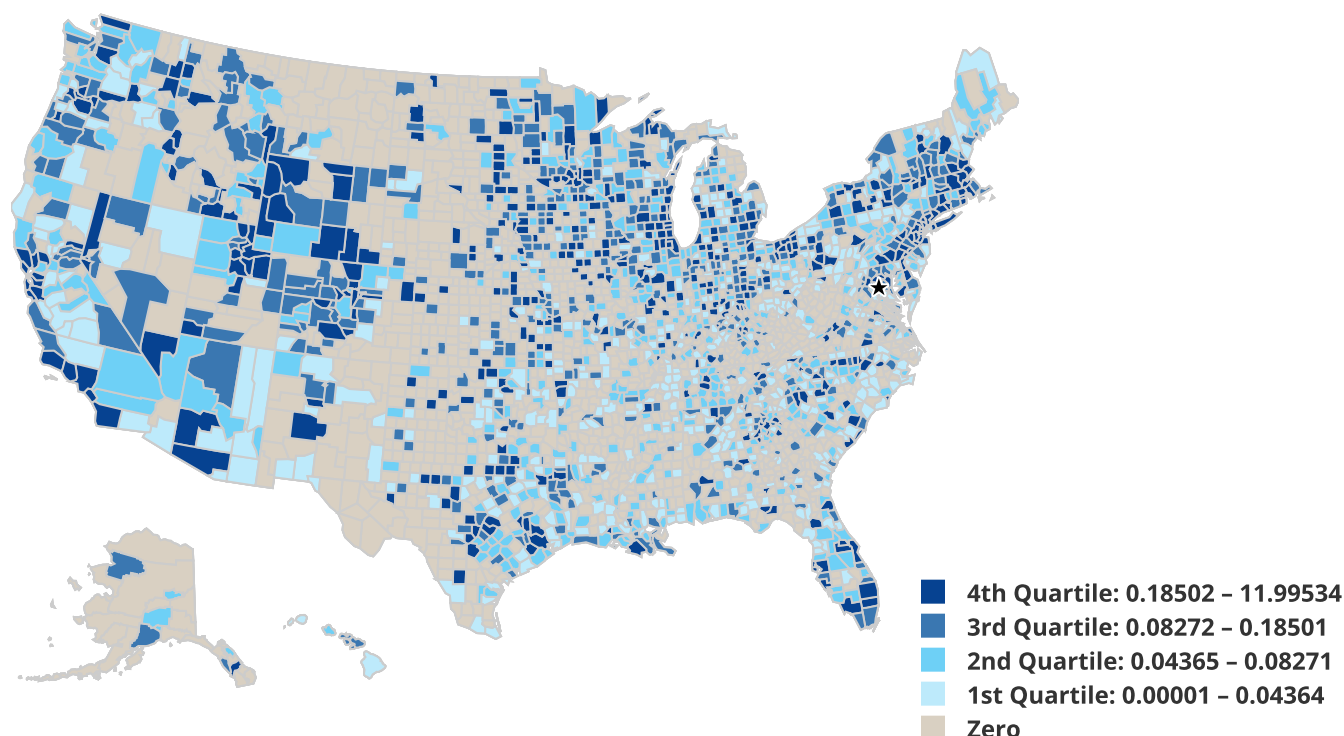 4th Quartile: 0.18502 – 11.99534
3rd Quartile: 0.08272 – 0.18501
2nd Quartile: 0.04365 – 0.08271
1st Quartile: 0.00001 – 0.04364
Zero